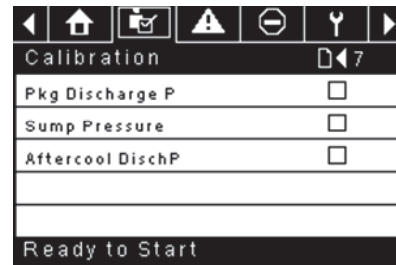 Calibration 7
Pkg Discharge P
Sump Pressure
Aftercool DischP
Ready to Start